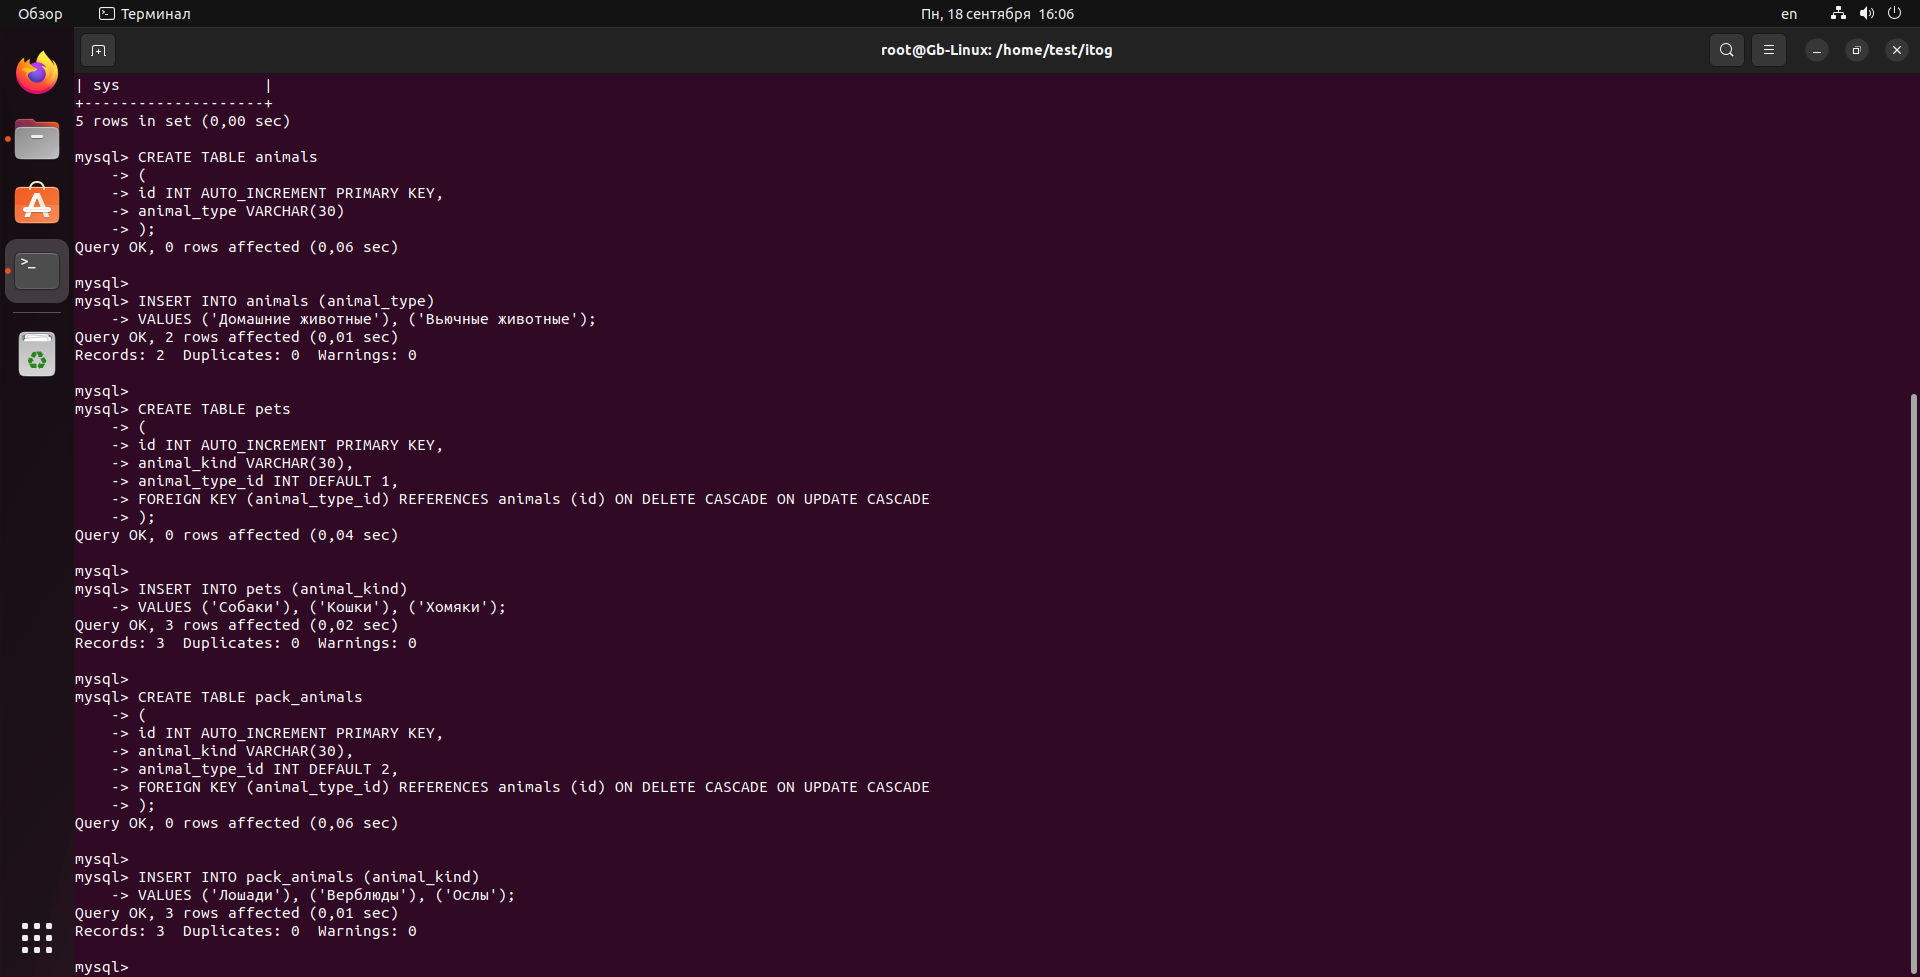 Обзор
Терминал
Пн, 18 сентября 16:06
en
root@Gb-Linux: /home/test/itog
| sys                |
+--------------------+
5 rows in set (0,00 sec)
mysql> CREATE TABLE animals
    -> (
    -> id INT AUTO_INCREMENT PRIMARY KEY,
    -> animal_type VARCHAR(30)
    -> );
Query OK, 0 rows affected (0,06 sec)
mysql>
mysql> INSERT INTO animals (animal_type)
    -> VALUES ('Домашние животные'), ('Вьючные животные');
Query OK, 2 rows affected (0,01 sec)
Records: 2  Duplicates: 0  Warnings: 0
mysql>
mysql> CREATE TABLE pets
    -> (
    -> id INT AUTO_INCREMENT PRIMARY KEY,
    -> animal_kind VARCHAR(30),
    -> animal_type_id INT DEFAULT 1,
    -> FOREIGN KEY (animal_type_id) REFERENCES animals (id) ON DELETE CASCADE ON UPDATE CASCADE
    -> );
Query OK, 0 rows affected (0,04 sec)
mysql>
mysql> INSERT INTO pets (animal_kind)
    -> VALUES ('Собаки'), ('Кошки'), ('Хомяки');
Query OK, 3 rows affected (0,02 sec)
Records: 3  Duplicates: 0  Warnings: 0
mysql>
mysql> CREATE TABLE pack_animals
    -> (
    -> id INT AUTO_INCREMENT PRIMARY KEY,
    -> animal_kind VARCHAR(30),
    -> animal_type_id INT DEFAULT 2,
    -> FOREIGN KEY (animal_type_id) REFERENCES animals (id) ON DELETE CASCADE ON UPDATE CASCADE
    -> );
Query OK, 0 rows affected (0,06 sec)
mysql>
mysql> INSERT INTO pack_animals (animal_kind)
    -> VALUES ('Лошади'), ('Верблюды'), ('Ослы');
Query OK, 3 rows affected (0,01 sec)
Records: 3  Duplicates: 0  Warnings: 0
mysql>